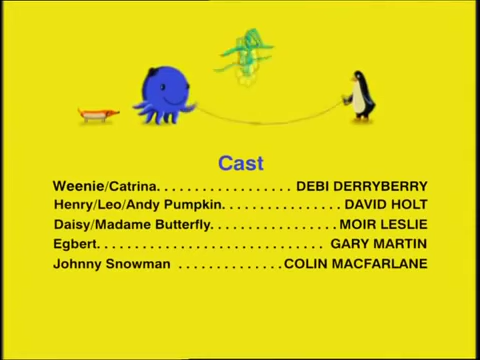 Cast
Weenie/Catrina. . . . . . . . . . . . . . . . . . DEBI DERRYBERRY
Henry/Leo/Andy Pumpkin. . . . . . . . . . . . . . . . DAVID HOLT
Daisy/Madame Butterfly. . . . . . . . . . . . . . . . . MOIR LESLIE
Egbert. . . . . . . . . . . . . . . . . . . . . . . . . . . . . . GARY MARTIN
Johnny Snowman . . . . . . . . . . . . . . COLIN MACFARLANE